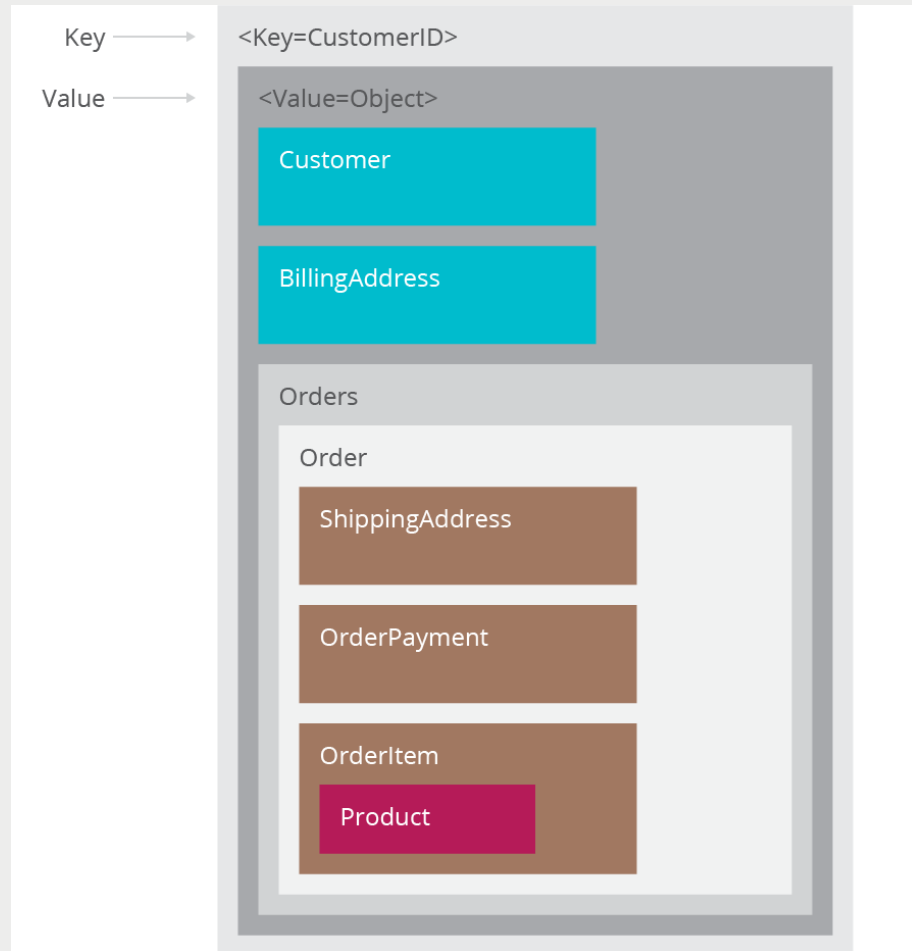 Key
<Key=CustomerID>
Value
<Value=Object>
Customer
BillingAddress
Orders
Order
ShippingAddress
OrderPayment
OrderItem
Product